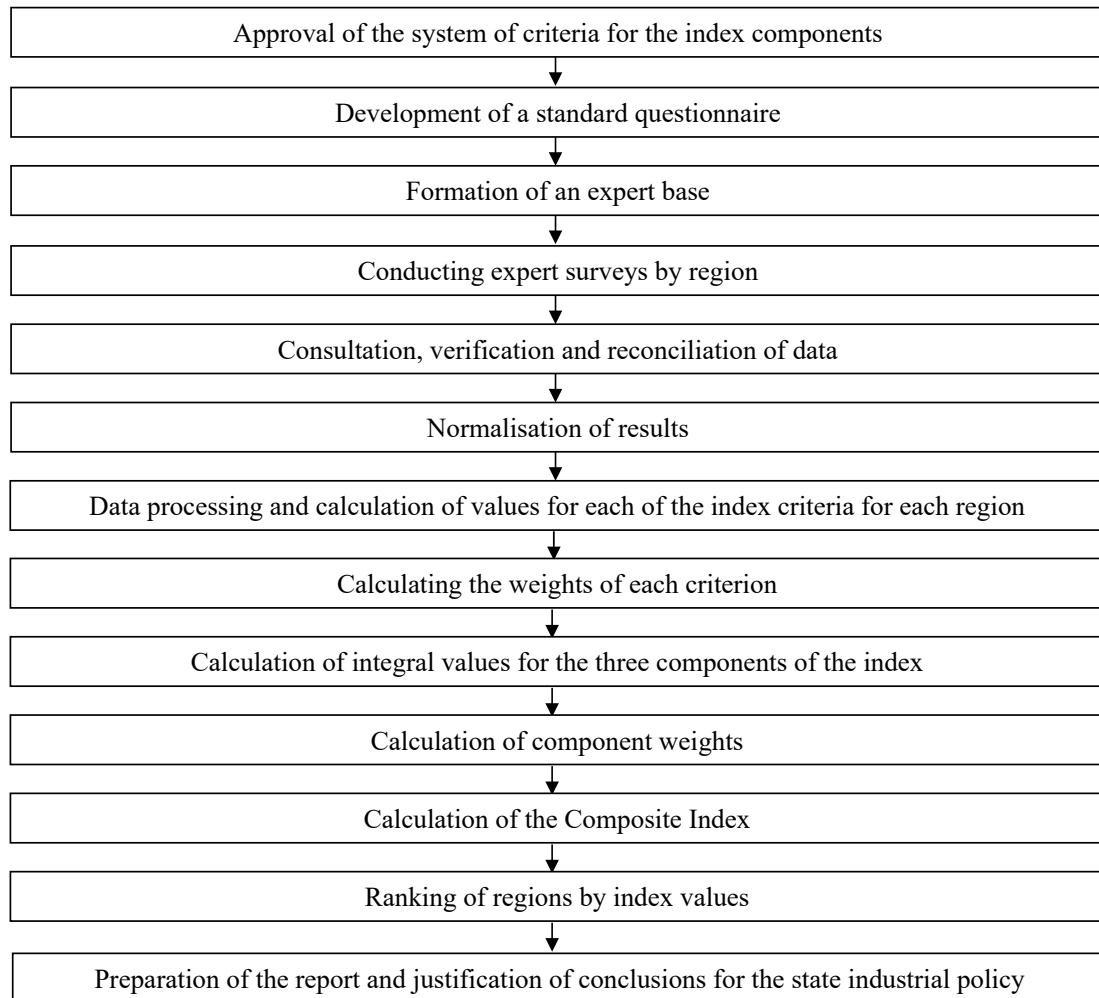 Approval of the system of criteria for the index components
Development of a standard questionnaire
Formation of an expert base
Conducting expert surveys by region
Consultation, verification and reconciliation of data
Normalisation of results
Data processing and calculation of values for each of the index criteria for each region
Calculating the weights of each criterion
Calculation of integral values for the three components of the index
Calculation of component weights
Calculation of the Composite Index
Ranking of regions by index values
Preparation of the report and justification of conclusions for the state industrial policy